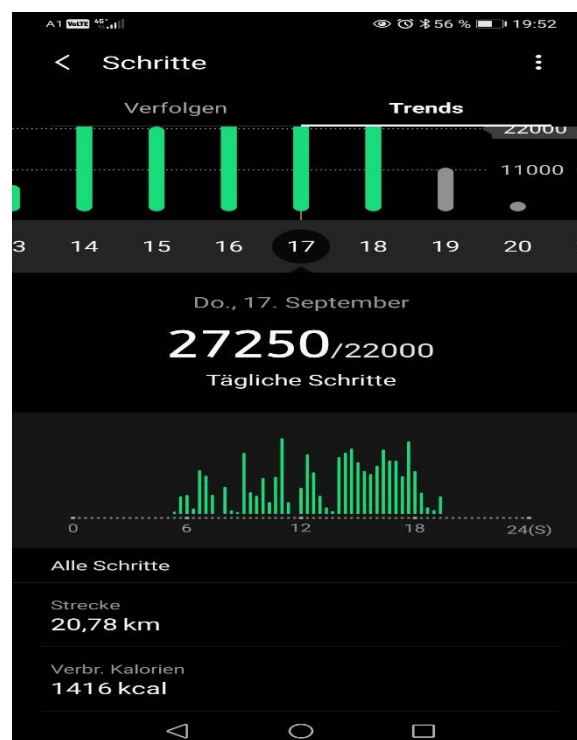 A1 VoLTE 4G 56 % 19:52
Schritte
Verfolgen Trends
22000
11000
3 14 15 16 17 18 19 20
Do., 17. September
27250/22000
Tägliche Schritte
0 6 12 18 24(S)
Alle Schritte
Strecke
20,78 km
Verbr. Kalorien
1416 kcal